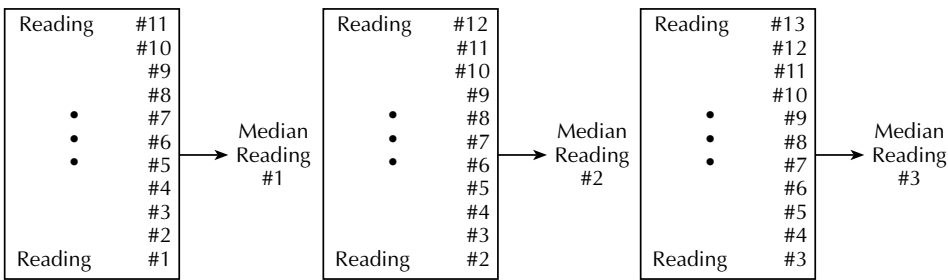 Reading #11
#10
#9
#8
#7
#6
#5
#4
#3
#2
Reading #1
Median
Reading
#1
Reading #12
#11
#10
#9
#8
#7
#6
#5
#4
#3
Reading #2
Median
Reading
#2
Reading #13
#12
#11
#10
#9
#8
#7
#6
#5
#4
Reading #3
Median
Reading
#3